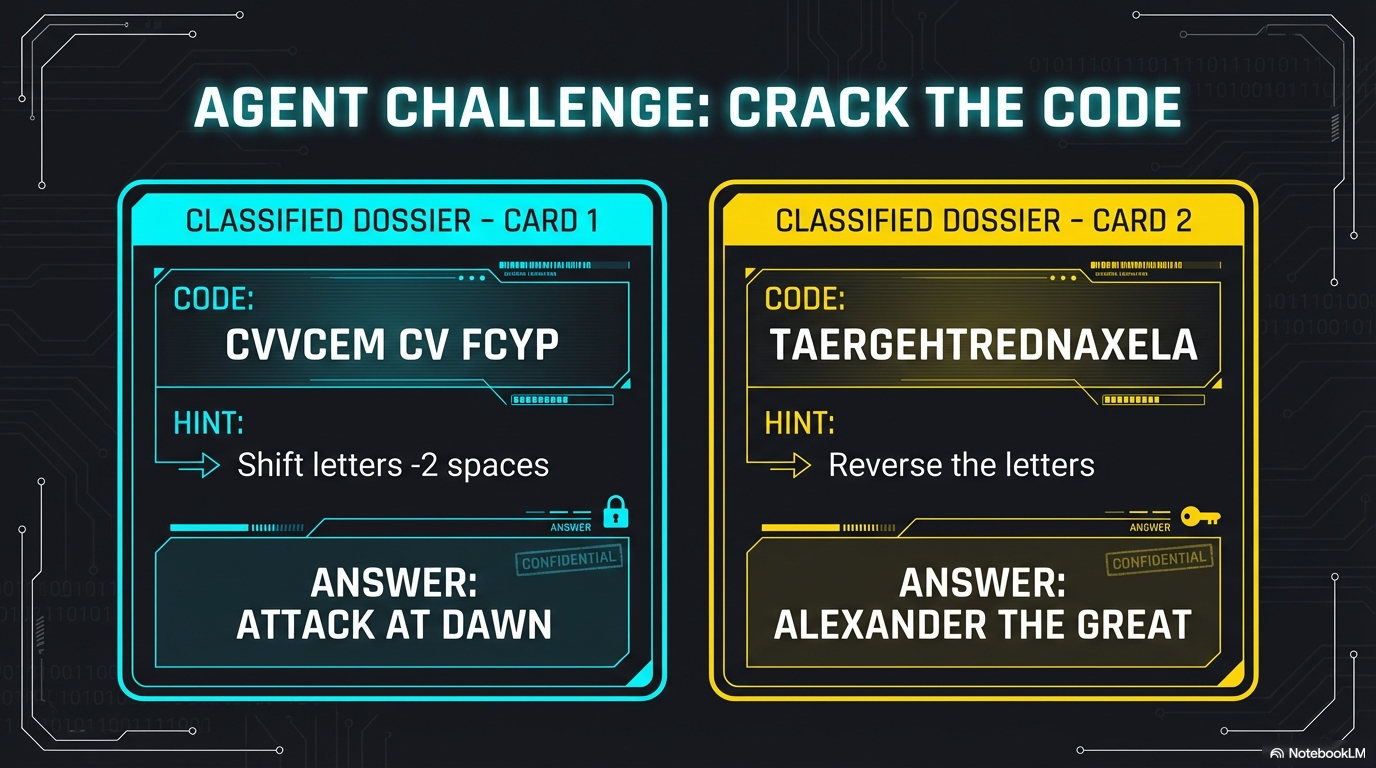 AGENT CHALLENGE: CRACK THE CODE
CLASSIFIED DOSSIER – CARD 1
CODE:
CVVCEM CV FCYP
HINT:
Shift letters -2 spaces
ANSWER
CONFIDENTIAL
ANSWER:
ATTACK AT DAWN
CLASSIFIED DOSSIER – CARD 2
CODE:
TAERGEHTREDNAXELA
HINT:
Reverse the letters
ANGWER
CONFIDENTIAL
ANSWER:
ALEXANDER THE GREAT
NotebookLM